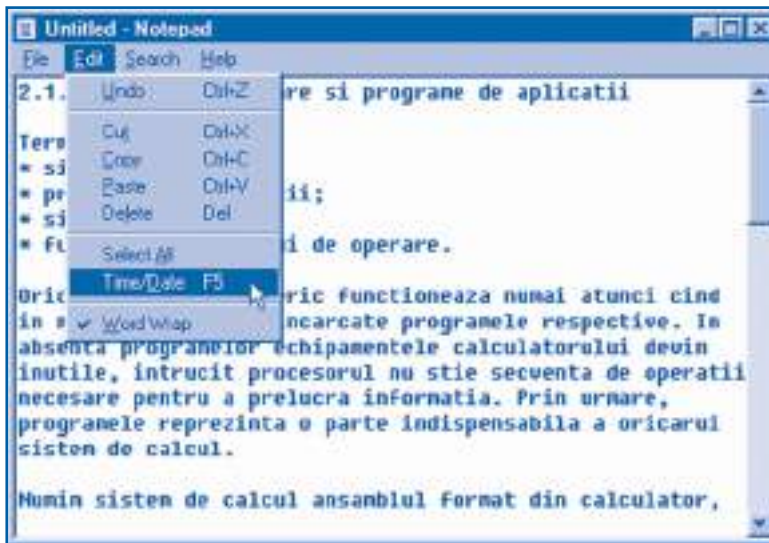 Untitled - Notepad
File Edit Search Help
2.1. re si programe de aplicatii
Undo Ctrl+Z
Cut Ctrl+X
Copy Ctrl+C
Paste Ctrl+V
Delete Del
Select All
Time/Date F5
Word Wrap
Term
* si
* pr ii;
* si
* fu i de operare.
Oric eric functioneaza numai atunci cind
in m ncarcate programele respective. In
absenta programelor echipamentele calculatorului devin
inutile, intrucit procesorul nu stie secventa de operatii
necesare pentru a prelucra informatia. Prin urmare,
programele reprezinta o parte indispensabila a oricarui
sistem de calcul.
Numim sistem de calcul ansamblul format din calculator,